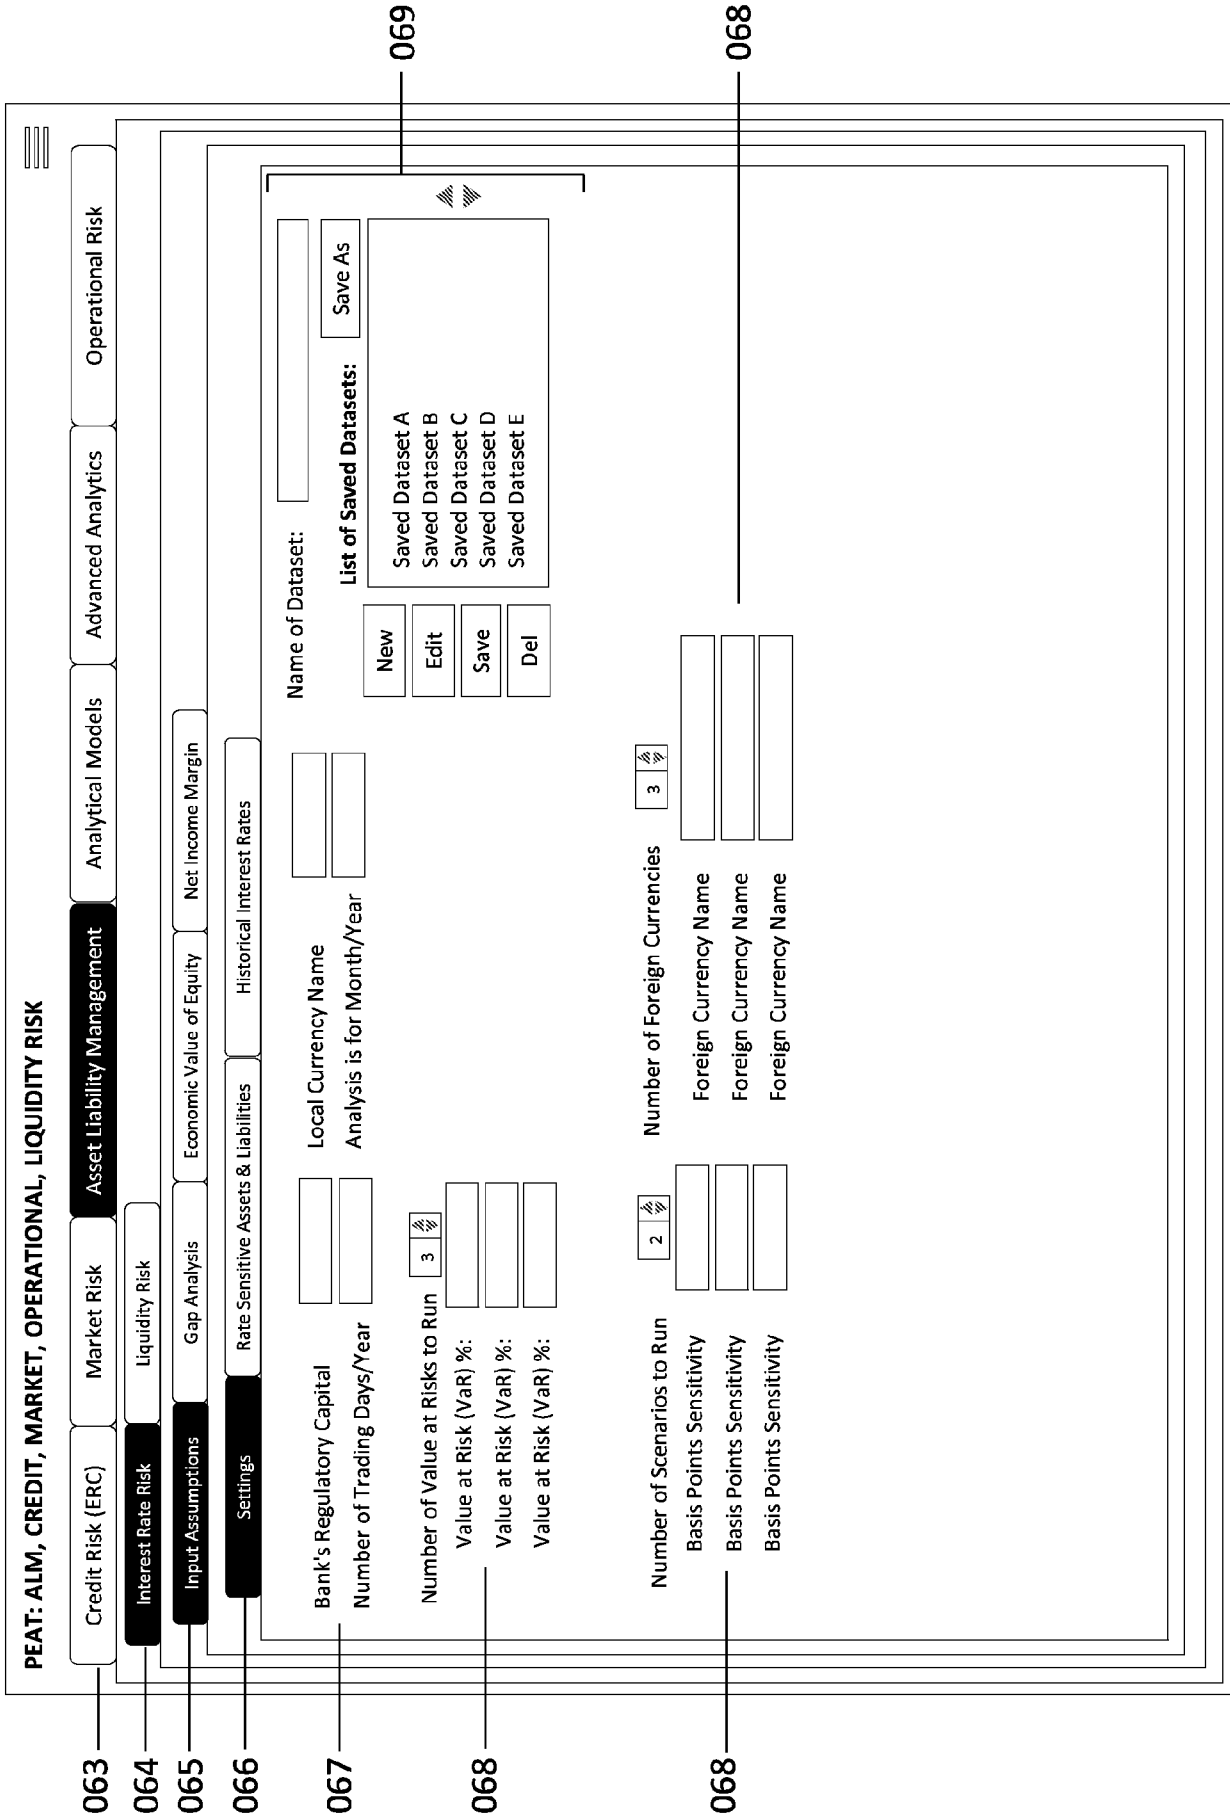 PEAT: ALM, CREDIT, MARKET, OPERATIONAL, LIQUIDITY RISK
063
Credit Risk (ERC) Market Risk Asset Liability Management Analytical Models Advanced Analytics Operational Risk
064
Interest Rate Risk Liquidity Risk
065
Input Assumptions Gap Analysis Economic Value of Equity Net Income Margin
066
Settings Rate Sensitive Assets & Liabilities Historical Interest Rates
067
Bank's Regulatory Capital
Number of Trading Days/Year
Local Currency Name
Analysis is for Month/Year
Name of Dataset:
Save As
List of Saved Datasets:
New
Edit
Save
Del
Saved Dataset A
Saved Dataset B
Saved Dataset C
Saved Dataset D
Saved Dataset E
069
Number of Value at Risks to Run 3
068
Value at Risk (VaR) %:
Value at Risk (VaR) %:
Value at Risk (VaR) %:
Number of Scenarios to Run 2
068
Basis Points Sensitivity
Basis Points Sensitivity
Basis Points Sensitivity
Number of Foreign Currencies 3
Foreign Currency Name
Foreign Currency Name
Foreign Currency Name
068